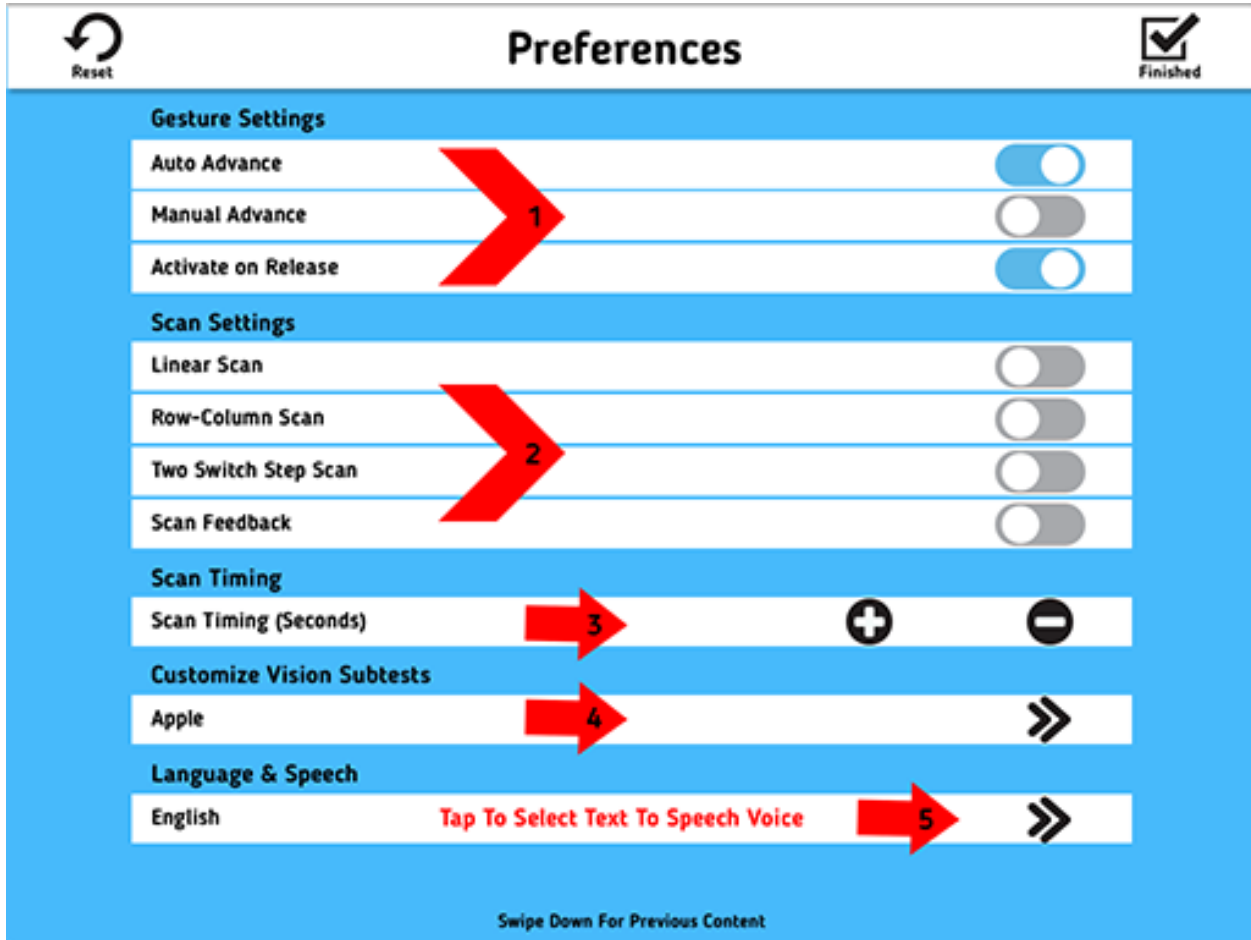 Preferences
Reset
Finished
Gesture Settings
Auto Advance
Manual Advance
1
Activate on Release
Scan Settings
Linear Scan
Row-Column Scan
2
Two Switch Step Scan
Scan Feedback
Scan Timing
Scan Timing (Seconds) 3
Customize Vision Subtests
Apple 4
Language & Speech
English Tap To Select Text To Speech Voice 5
Swipe Down For Previous Content